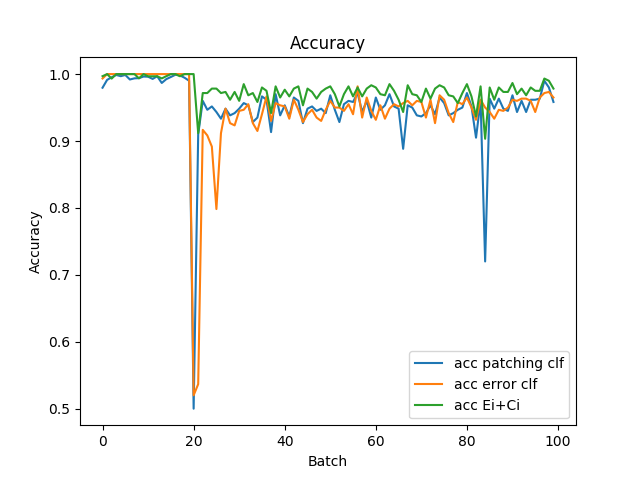 Accuracy
1.0
0.9
0.8
0.7
0.6
0.5
Accuracy
0
20
40
60
80
100
Batch
acc patching clf
acc error clf
acc Ei+Ci